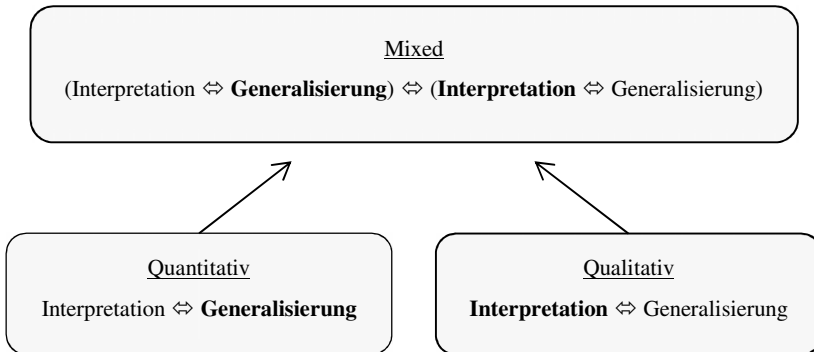 Mixed
(Interpretation ⇔ Generalisierung) ⇔ (Interpretation ⇔ Generalisierung)
Quantitativ
Interpretation ⇔ Generalisierung
Qualitativ
Interpretation ⇔ Generalisierung